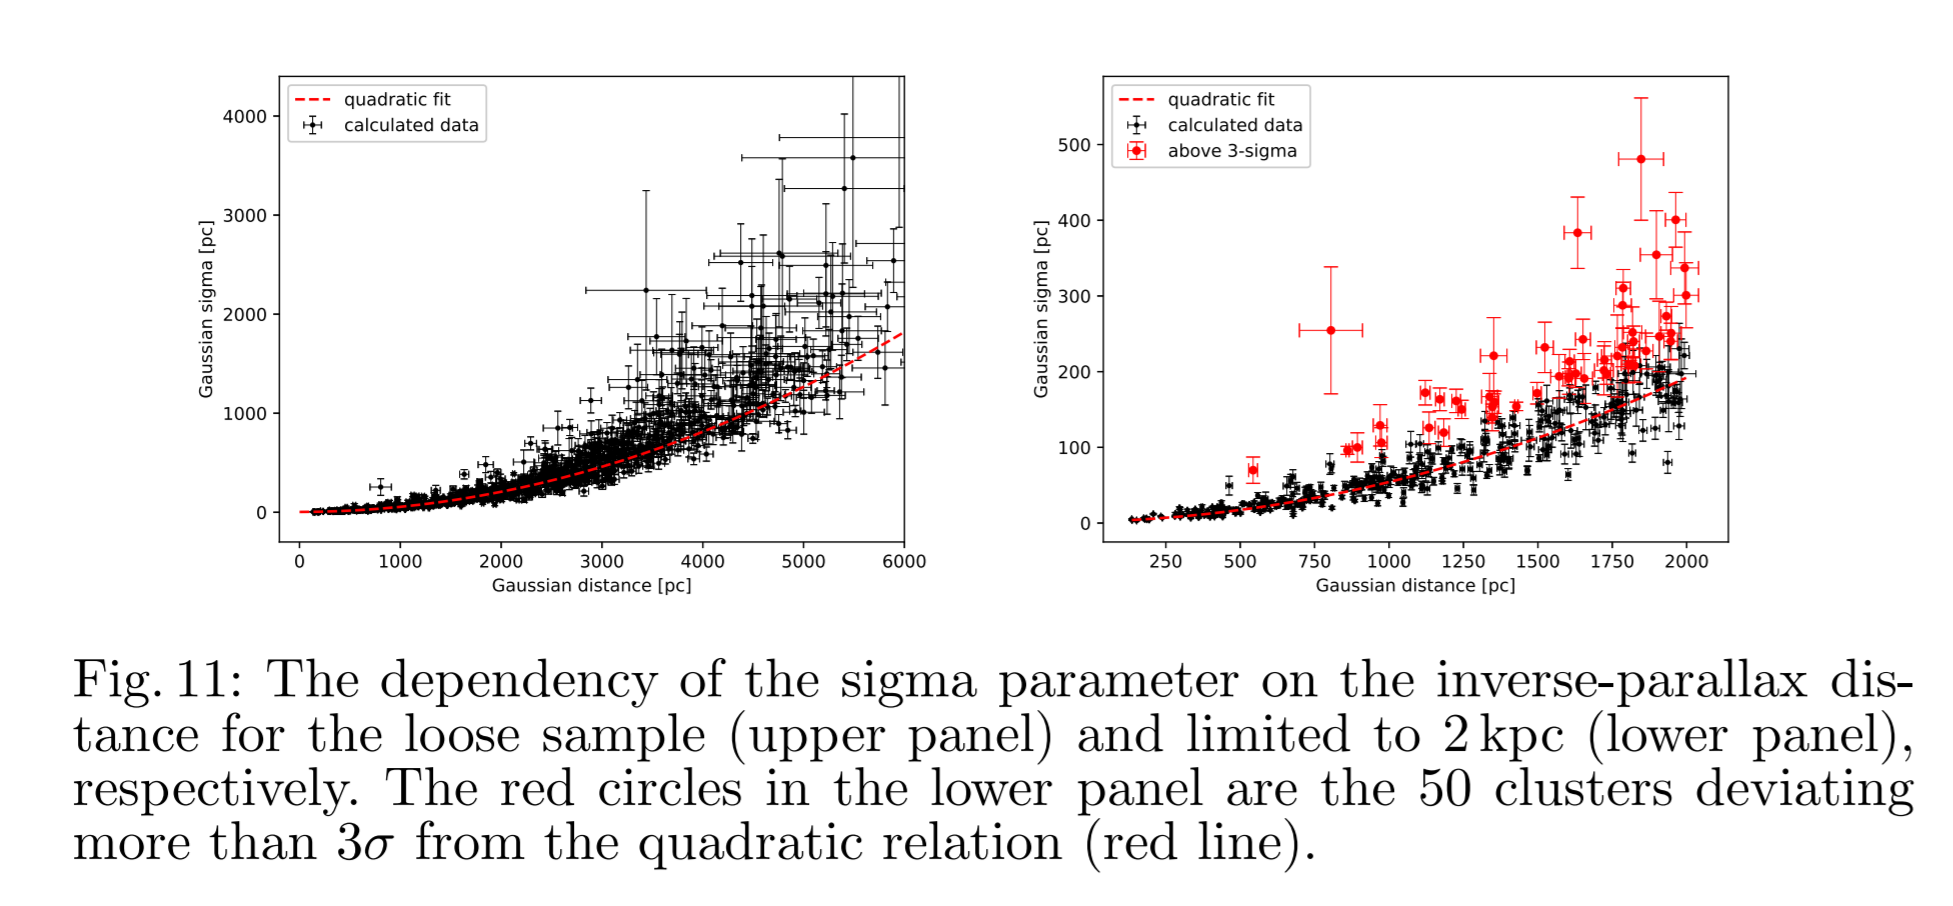 quadratic fit
calculated data
4000
3000
2000
1000
0
Gaussian sigma [pc]
0 1000 2000 3000 4000 5000 6000
Gaussian distance [pc]
quadratic fit
calculated data
above 3-sigma
500
400
300
200
100
0
Gaussian sigma [pc]
250 500 750 1000 1250 1500 1750 2000
Gaussian distance [pc]
Fig. 11: The dependency of the sigma parameter on the inverse-parallax dis-
tance for the loose sample (upper panel) and limited to 2 kpc (lower panel),
respectively. The red circles in the lower panel are the 50 clusters deviating
more than 3σ from the quadratic relation (red line).